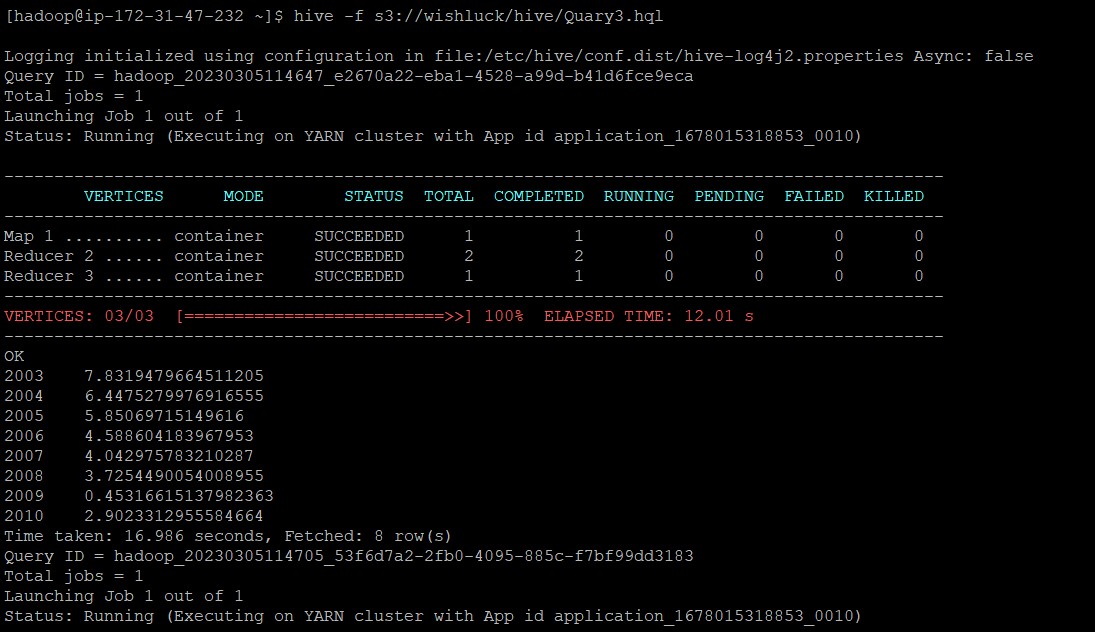 [hadoop@ip-172-31-47-232 ~]$ hive -f s3://wishluck/hive/Quary3.hql
Logging initialized using configuration in file:/etc/hive/conf.dist/hive-log4j2.properties Async: false
Query ID = hadoop_20230305114647_e2670a22-eba1-4528-a99d-b41d6fce9eca
Total jobs = 1
Launching Job 1 out of 1
Status: Running (Executing on YARN cluster with App id application_1678015318853_0010)
----------------------------------------------------------------------------------------------
VERTICES MODE STATUS TOTAL COMPLETED RUNNING PENDING FAILED KILLED
----------------------------------------------------------------------------------------------
Map 1 .......... container SUCCEEDED 1 1 0 0 0 0
Reducer 2 ...... container SUCCEEDED 2 2 0 0 0 0
Reducer 3 ...... container SUCCEEDED 1 1 0 0 0 0
----------------------------------------------------------------------------------------------
VERTICES: 03/03 [==========================>>] 100% ELAPSED TIME: 12.01 s
----------------------------------------------------------------------------------------------
OK
2003 7.8319479664511205
2004 6.4475279976916555
2005 5.85069715149616
2006 4.588604183967953
2007 4.042975783210287
2008 3.7254490054008955
2009 0.45316615137982363
2010 2.9023312955584664
Time taken: 16.986 seconds, Fetched: 8 row(s)
Query ID = hadoop_20230305114705_53f6d7a2-2fb0-4095-885c-f7bf99dd3183
Total jobs = 1
Launching Job 1 out of 1
Status: Running (Executing on YARN cluster with App id application_1678015318853_0010)